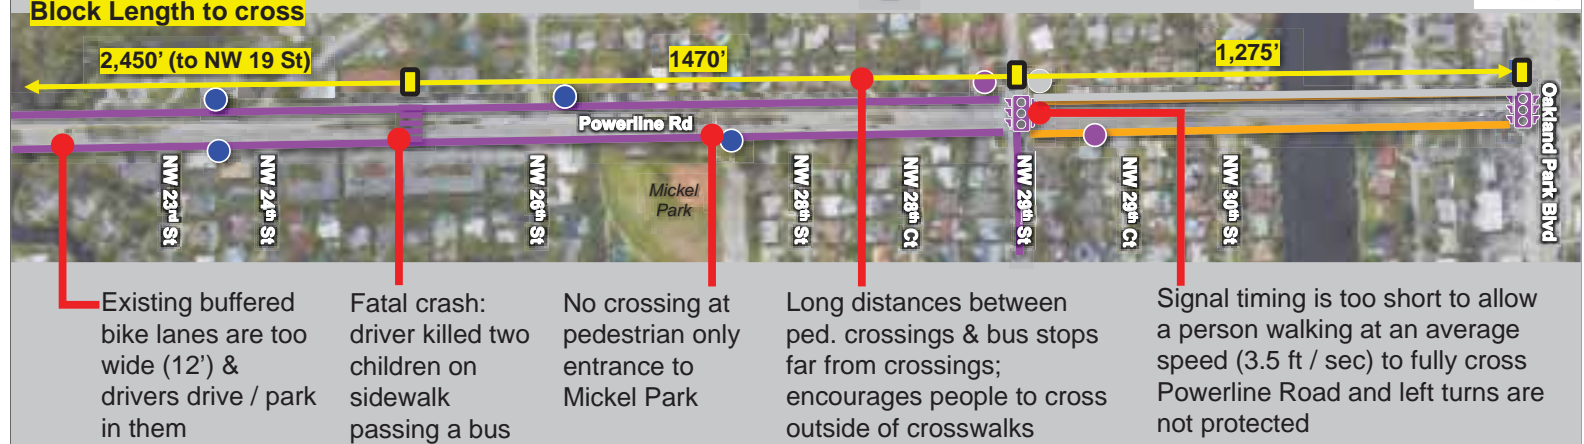 Block Length to cross
2,450’ (to NW 19 St)
1470’
1,275’
Powerline Rd
Oakland Park Blvd
NW 23rd St
NW 24th St
NW 26th St
Mickel
Park
NW 28th St
NW 28th Ct
NW 29th St
NW 29th Ct
NW 30th St
Existing buffered
bike lanes are too
wide (12’) &
drivers drive / park
in them
Fatal crash:
driver killed two
children on
sidewalk
passing a bus
No crossing at
pedestrian only
entrance to
Mickel Park
Long distances between
ped. crossings & bus stops
far from crossings;
encourages people to cross
outside of crosswalks
Signal timing is too short to allow
a person walking at an average
speed (3.5 ft / sec) to fully cross
Powerline Road and left turns are
not protected